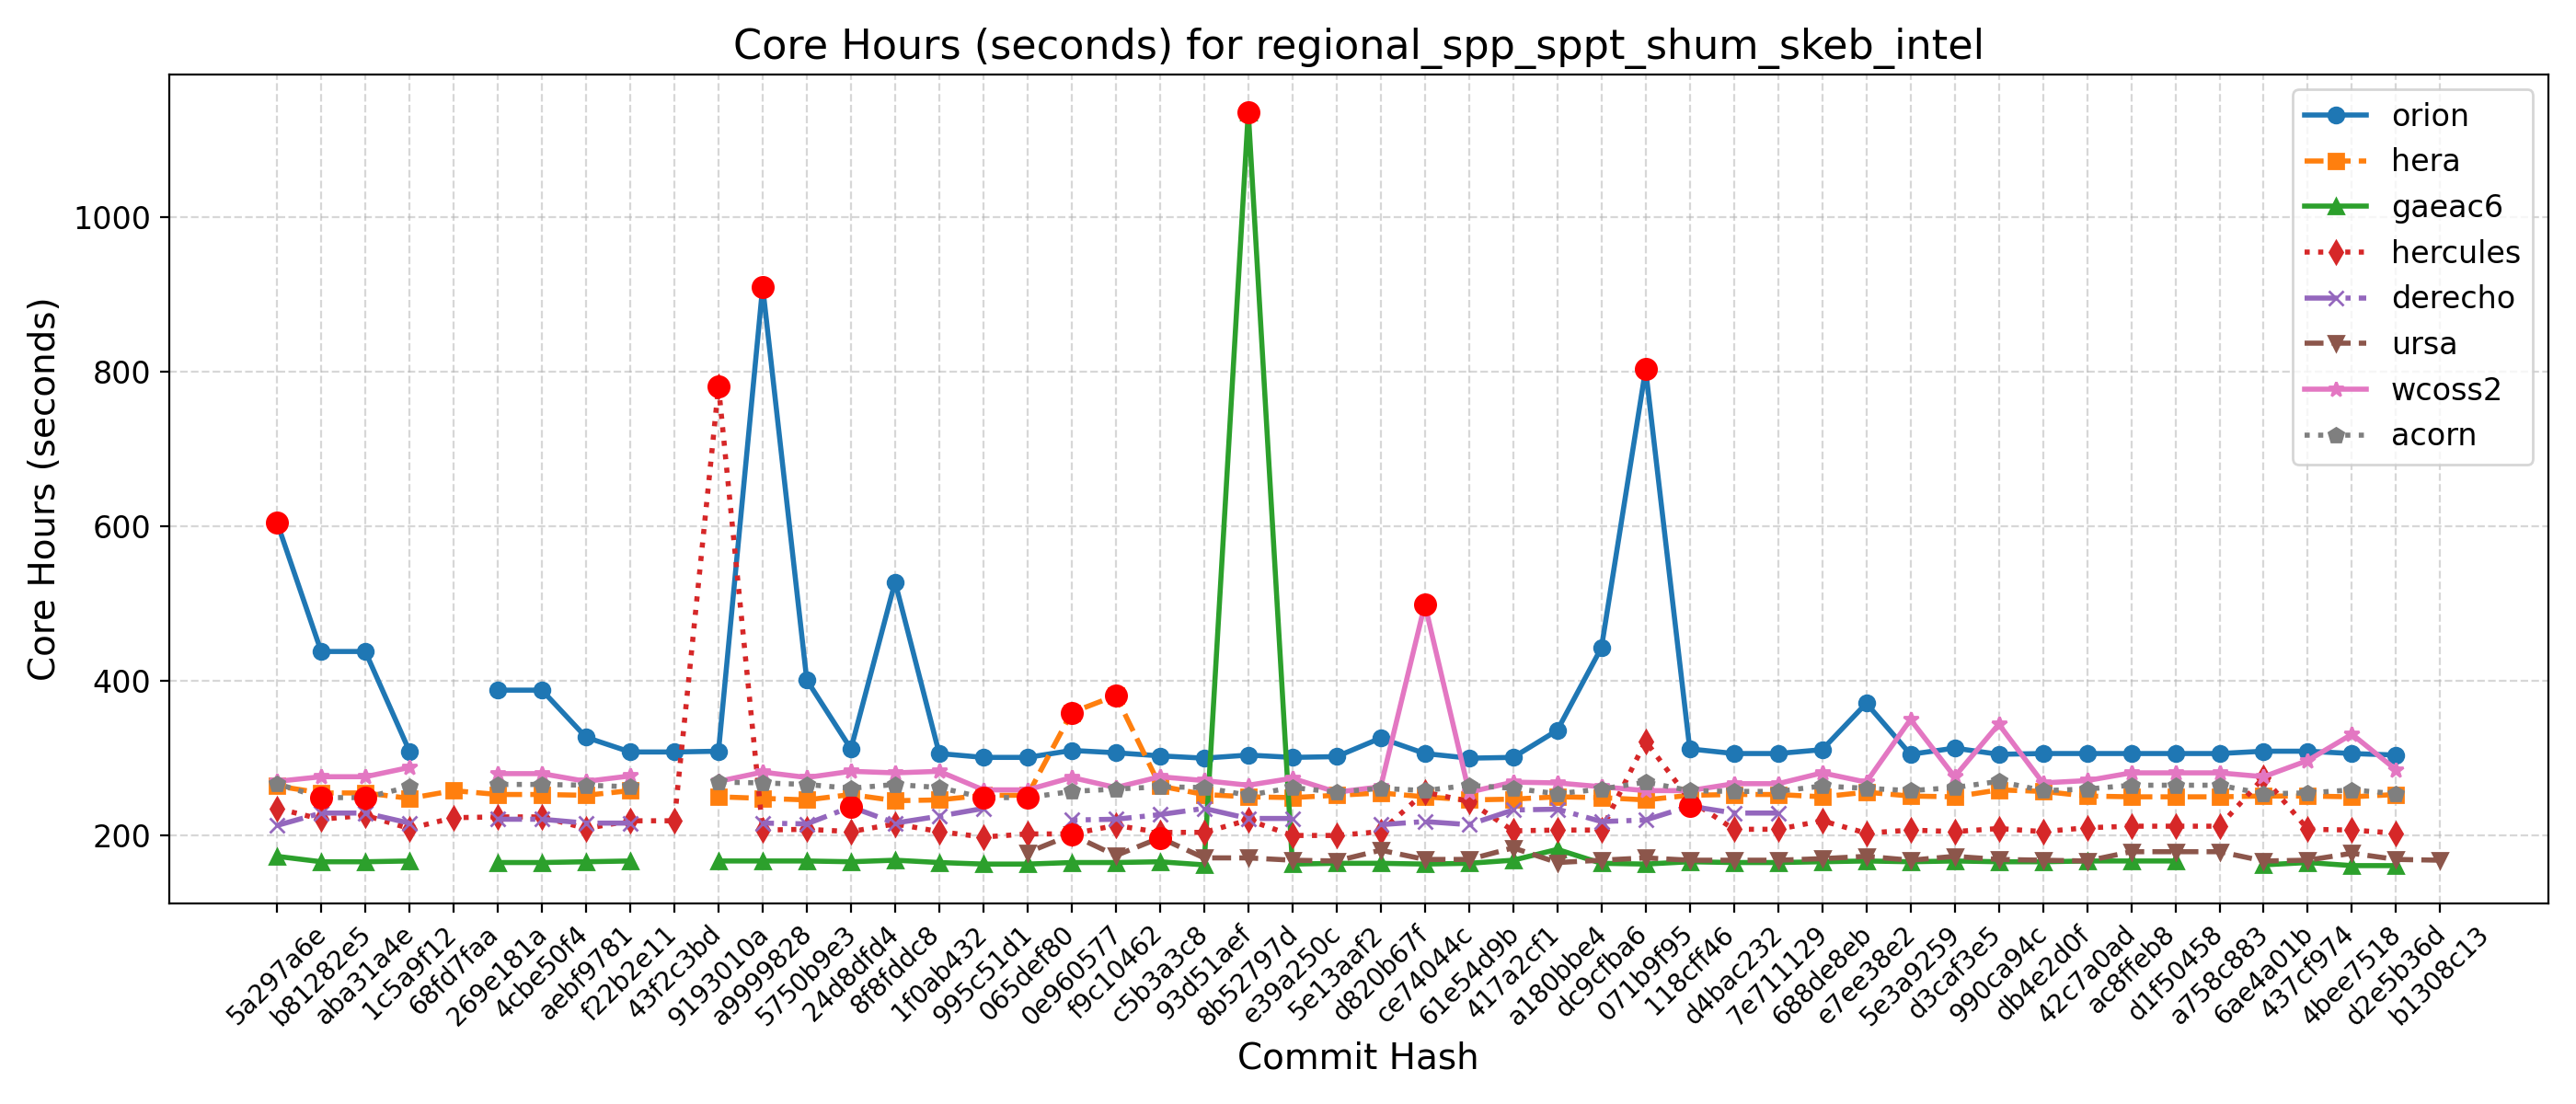 Core Hours (seconds) for regional_spp_sppt_shum_skeb_intel
Core Hours (seconds)
1000
800
600
400
200
orion
hera
gaeac6
hercules
derecho
ursa
wcoss2
acorn
5a297a6e
b81282e5
aba31a4e
1c5a9f12
68fd7faa
269e181a
4cbe50f4
aebf9781
f22b2e11
43f2c3bd
9193010a
a9999828
5750b9e3
24d8dfd4
8f8fddc8
1f0ab432
995c51d1
065def80
0e960577
f9c10462
c5b3a3c8
93d51aef
8b52797d
e39a250c
5e13aaf2
d820b67f
ce74044c
61e54d9b
417a2cf1
a180bbe4
dc9cfba6
071b9f95
118cff46
d4bac232
7e711129
688dde8eb
e7ee38e2
5e3a9259
d3caf3e5
990ca94c
db4e2d0f
42c7a0ad
ac8ffeb8
d1f50458
a758c883
6ae4a01b
437cf974
4bee7518
d2e5b36d
b1308c13
Commit Hash